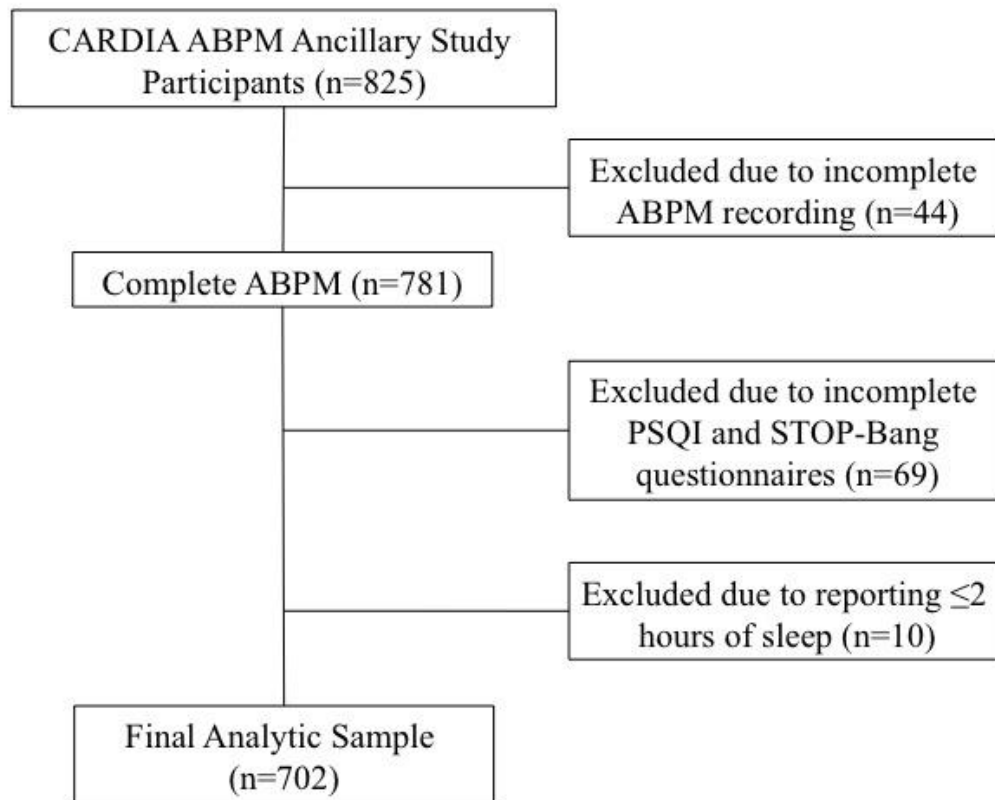 CARDIA ABPM Ancillary Study
Participants (n=825)
Excluded due to incomplete
ABPM recording (n=44)
Complete ABPM (n=781)
Excluded due to incomplete
PSQI and STOP-Bang
questionnaires (n=69)
Excluded due to reporting ≤2
hours of sleep (n=10)
Final Analytic Sample
(n=702)